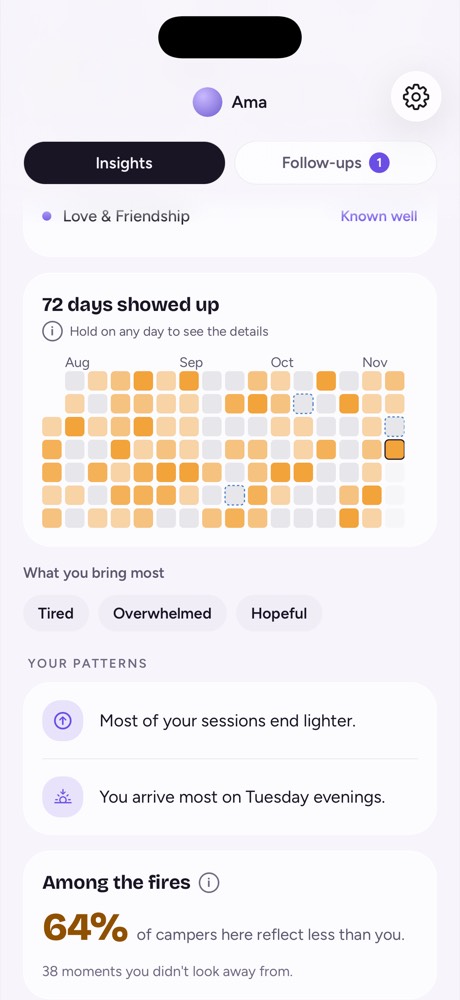 Ama
Insights
Follow-ups 1
Love & Friendship
Known well
72 days showed up
i Hold on any day to see the details
Aug Sep Oct Nov
What you bring most
Tired Overwhelmed Hopeful
YOUR PATTERNS
Most of your sessions end lighter.
You arrive most on Tuesday evenings.
Among the fires i
64% of campers here reflect less than you.
38 moments you didn't look away from.